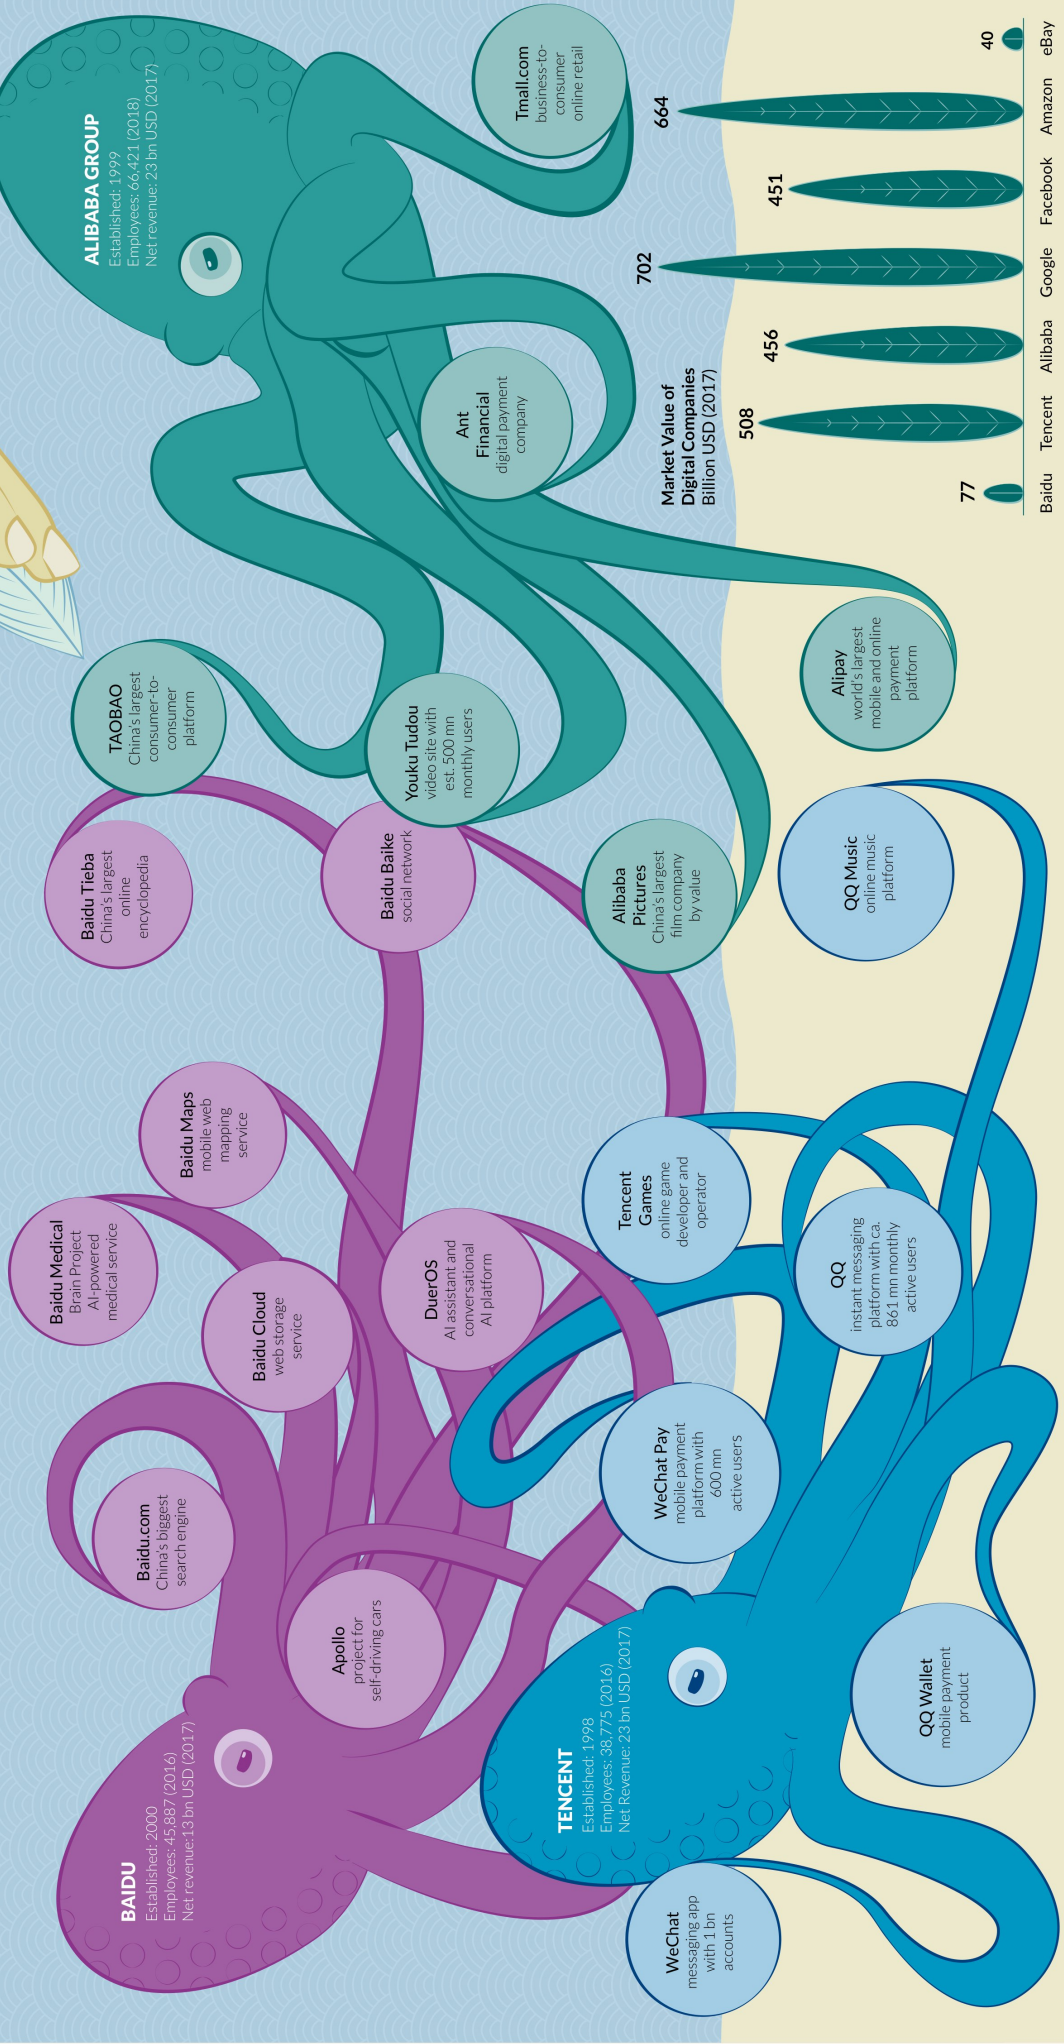 BAIDU
Established: 2000
Employees: 45,887 (2016)
Net revenue:13 bn USD (2017)
Baidu.com
China's biggest
search engine
Apollo
project for
self-driving cars
Baidu Medical
Brain Project
AI-powered
medical service
Baidu Cloud
web storage
service
Baidu Maps
mobile web
mapping
service
DuerOS
AI assistant and
conversational
AI platform
Baidu Tieba
China's largest
online
encyclopedia
Baidu Baike
social network
TENCENT
Established: 1998
Employees: 38,775 (2016)
Net Revenue: 23 bn USD (2017)
WeChat
messaging app
with 1 bn
accounts
QQ Wallet
mobile payment
product
WeChat Pay
mobile payment
platform with
600 mn
active users
Tencent
Games
online game
developer and
operator
QQ
instant messaging
platform with ca.
861 mn monthly
active users
QQ Music
online music
platform
ALIBABA GROUP
Established: 1999
Employees: 66,421 (2018)
Net revenue: 23 bn USD (2017)
TAOBAO
China's largest
consumer-to-
consumer
platform
Youku Tudou
video site with
est. 500 mn
monthly users
Alibaba
Pictures
China's largest
film company
by value
Alipay
world's largest
mobile and online
payment
platform
Ant
Financial
digital payment
company
Tmall.com
business-to-
consumer
online retail
Market Value of
Digital Companies
Billion USD (2017)
77
508
456
702
451
664
40
Baidu
Tencent
Alibaba
Google
Facebook
Amazon
eBay